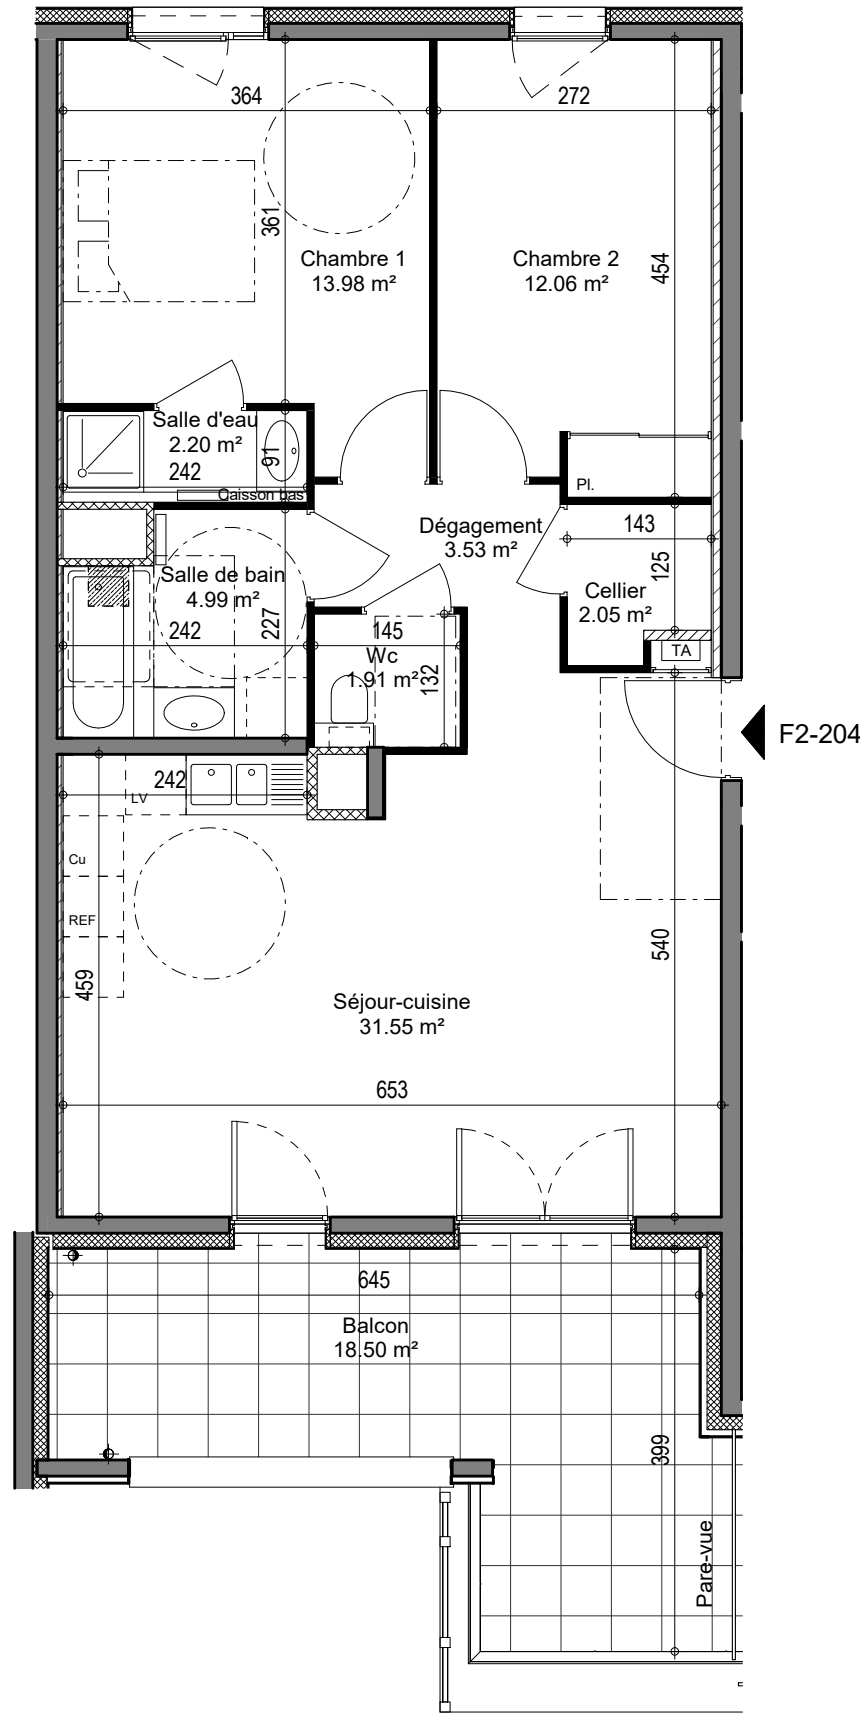 364
272
361
454
Chambre 1
13.98 m²
Chambre 2
12.06 m²
Salle d'eau
2.20 m²
242
91
Caisson bas
Pl.
143
125
Dégagement
3.53 m²
Cellier
2.05 m²
Salle de bain
4.99 m²
242
227
145
Wc
1.91 m²
132
TA
F2-204
242
LV
Cu
REF
459
540
Séjour-cuisine
31.55 m²
653
645
Balcon
18.50 m²
399
Pare-vue